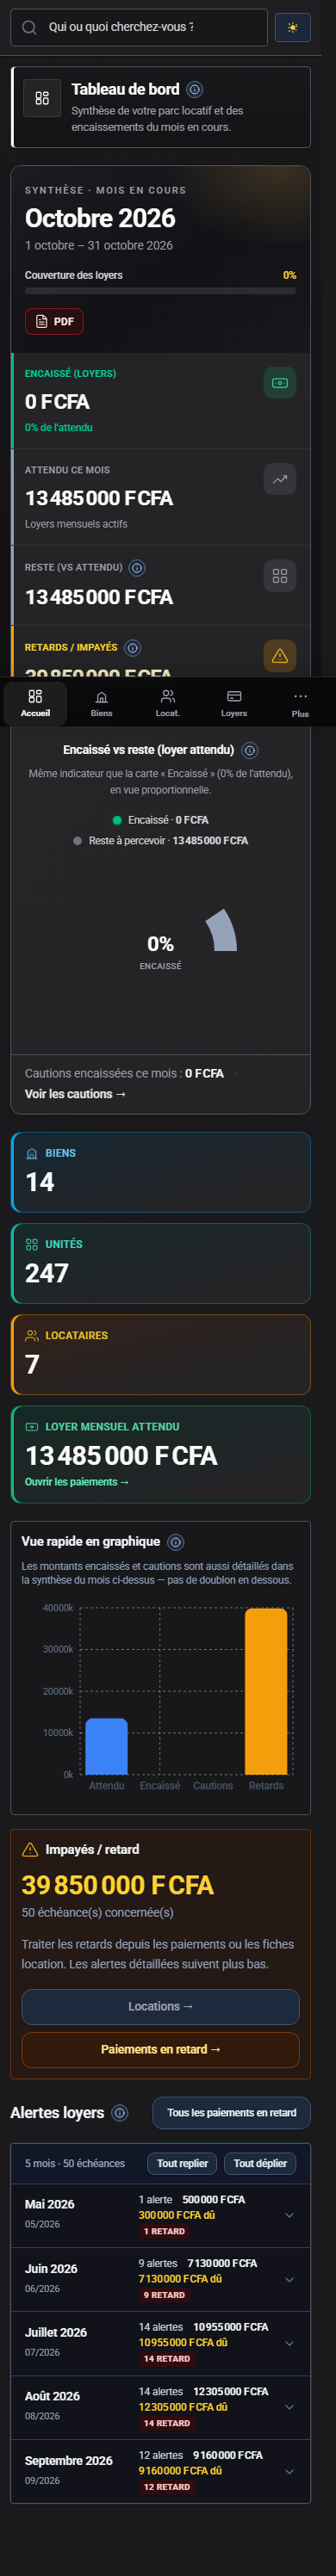 Qui ou quoi cherchez-vous ?
Tableau de bord
Synthèse de votre parc locatif et des
encaissements du mois en cours.
SYNTHÈSE · MOIS EN COURS
Octobre 2026
1 octobre – 31 octobre 2026
Couverture des loyers 0%
PDF
ENCAISSÉ (LOYERS)
0 FCFA
0% de l'attendu
ATTENDU CE MOIS
13 485 000 FCFA
Loyers mensuels actifs
RESTE (VS ATTENDU)
13 485 000 FCFA
RETARDS / IMPAYÉS
39 850 000 FCFA
Accueil Biens Locat. Loyers Plus
Encaissé vs reste (loyer attendu)
Même indicateur que la carte « Encaissé » (0% de l'attendu),
en vue proportionnelle.
Encaissé · 0 FCFA
Reste à percevoir · 13 485 000 FCFA
0%
ENCAISSÉ
Cautions encaissées ce mois : 0 FCFA ·
Voir les cautions →
BIENS
14
UNITÉS
247
LOCATAIRES
7
LOYER MENSUEL ATTENDU
13 485 000 FCFA
Ouvrir les paiements →
Vue rapide en graphique
Les montants encaissés et cautions sont aussi détaillés dans
la synthèse du mois ci-dessus — pas de doublon en dessous.
40000k
30000k
20000k
10000k
0k
Attendu Encaissé Cautions Retards
Impayés / retard
39 850 000 FCFA
50 échéance(s) concernée(s)
Traiter les retards depuis les paiements ou les fiches
location. Les alertes détaillées suivent plus bas.
Locations →
Paiements en retard →
Alertes loyers Tous les paiements en retard
5 mois · 50 échéances Tout replier Tout déplier
Mai 2026
05/2026
1 alerte 500 000 FCFA
300 000 FCFA dû
1 RETARD
Juin 2026
06/2026
9 alertes 7 130 000 FCFA
7 130 000 FCFA dû
9 RETARD
Juillet 2026
07/2026
14 alertes 10 955 000 FCFA
10 955 000 FCFA dû
14 RETARD
Août 2026
08/2026
14 alertes 12 305 000 FCFA
12 305 000 FCFA dû
14 RETARD
Septembre 2026
09/2026
12 alertes 9 160 000 FCFA
9 160 000 FCFA dû
12 RETARD